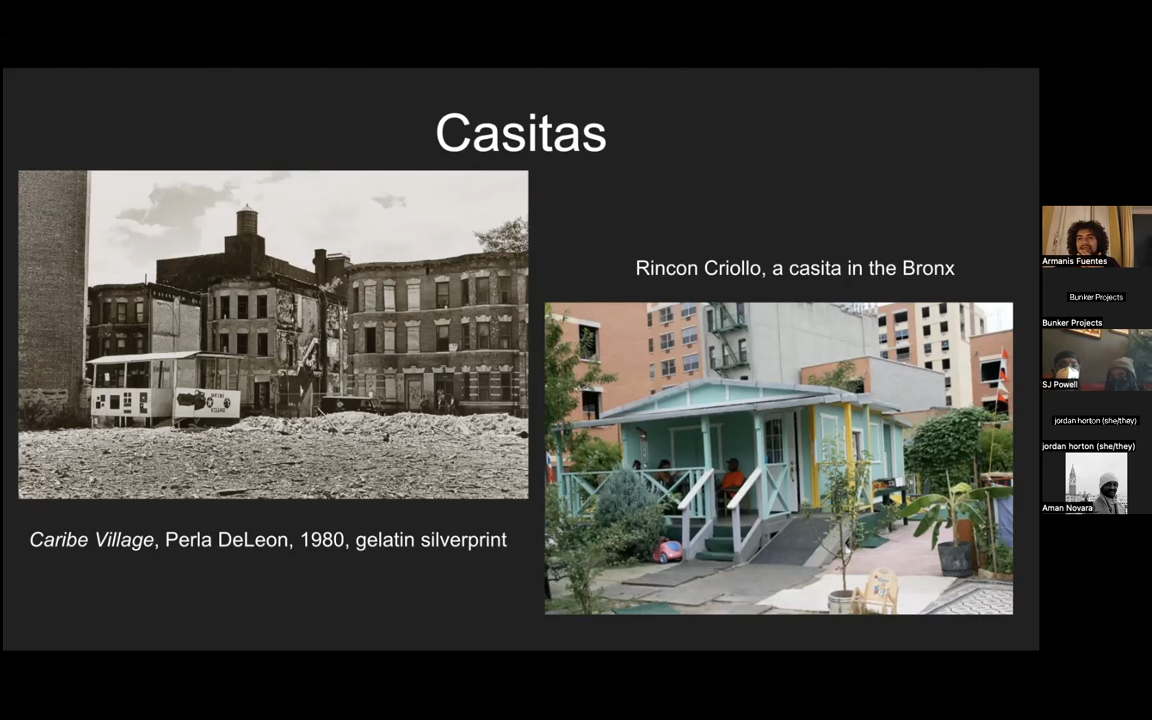 Casitas
Rincon Criollo, a casita in the Bronx
Caribe Village, Perla DeLeon, 1980, gelatin silverprint
Armanis Fuentes
Bunker Projects
Bunker Projects
SJ Powell
jordan horton (she/they)
jordan horton (she/they)
Aman Novara